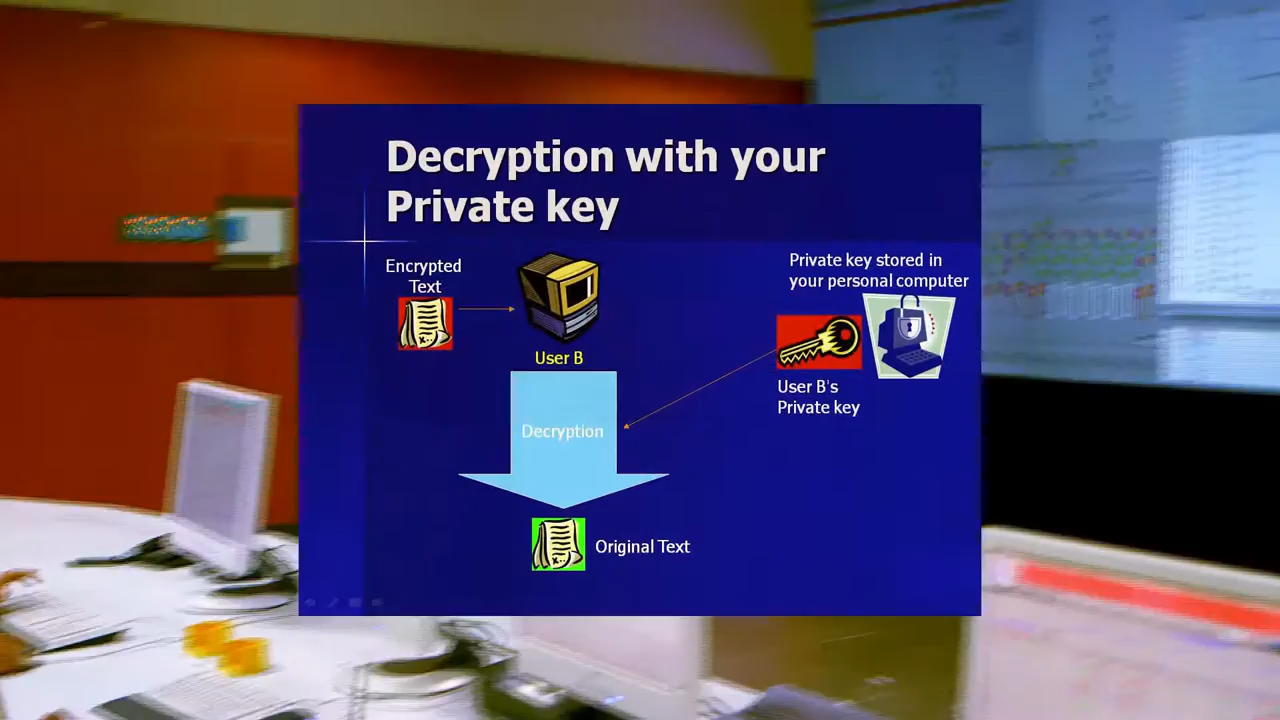 Decryption with your
Private key
Encrypted
Text
User B
Private key stored in
your personal computer
User B's
Private key
Decryption
Original Text